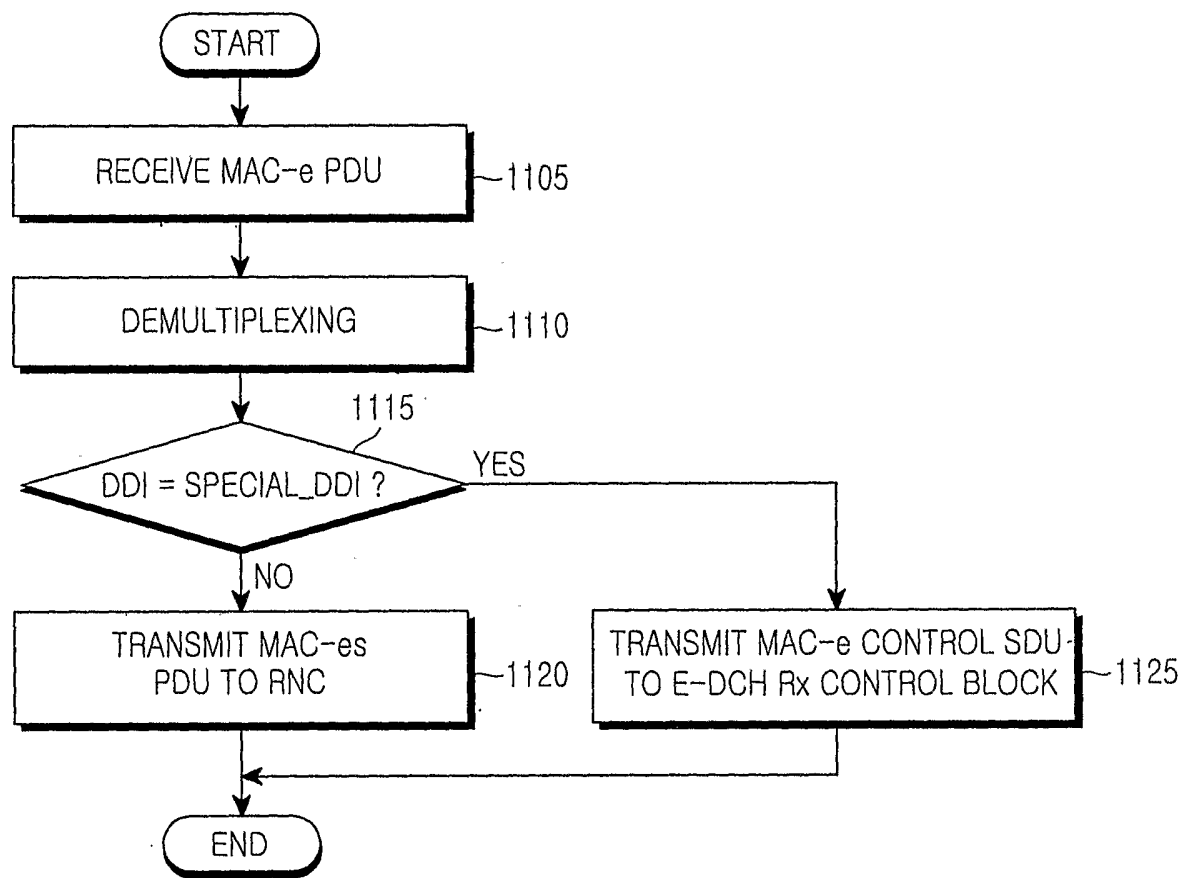 START
RECEIVE MAC-e PDU
1105
DEMULTIPLEXING
1110
1115
DDI = SPECIAL_DDI ?
YES
NO
TRANSMIT MAC-es
PDU TO RNC
1120
TRANSMIT MAC-e CONTROL SDU
TO E-DCH Rx CONTROL BLOCK
1125
END